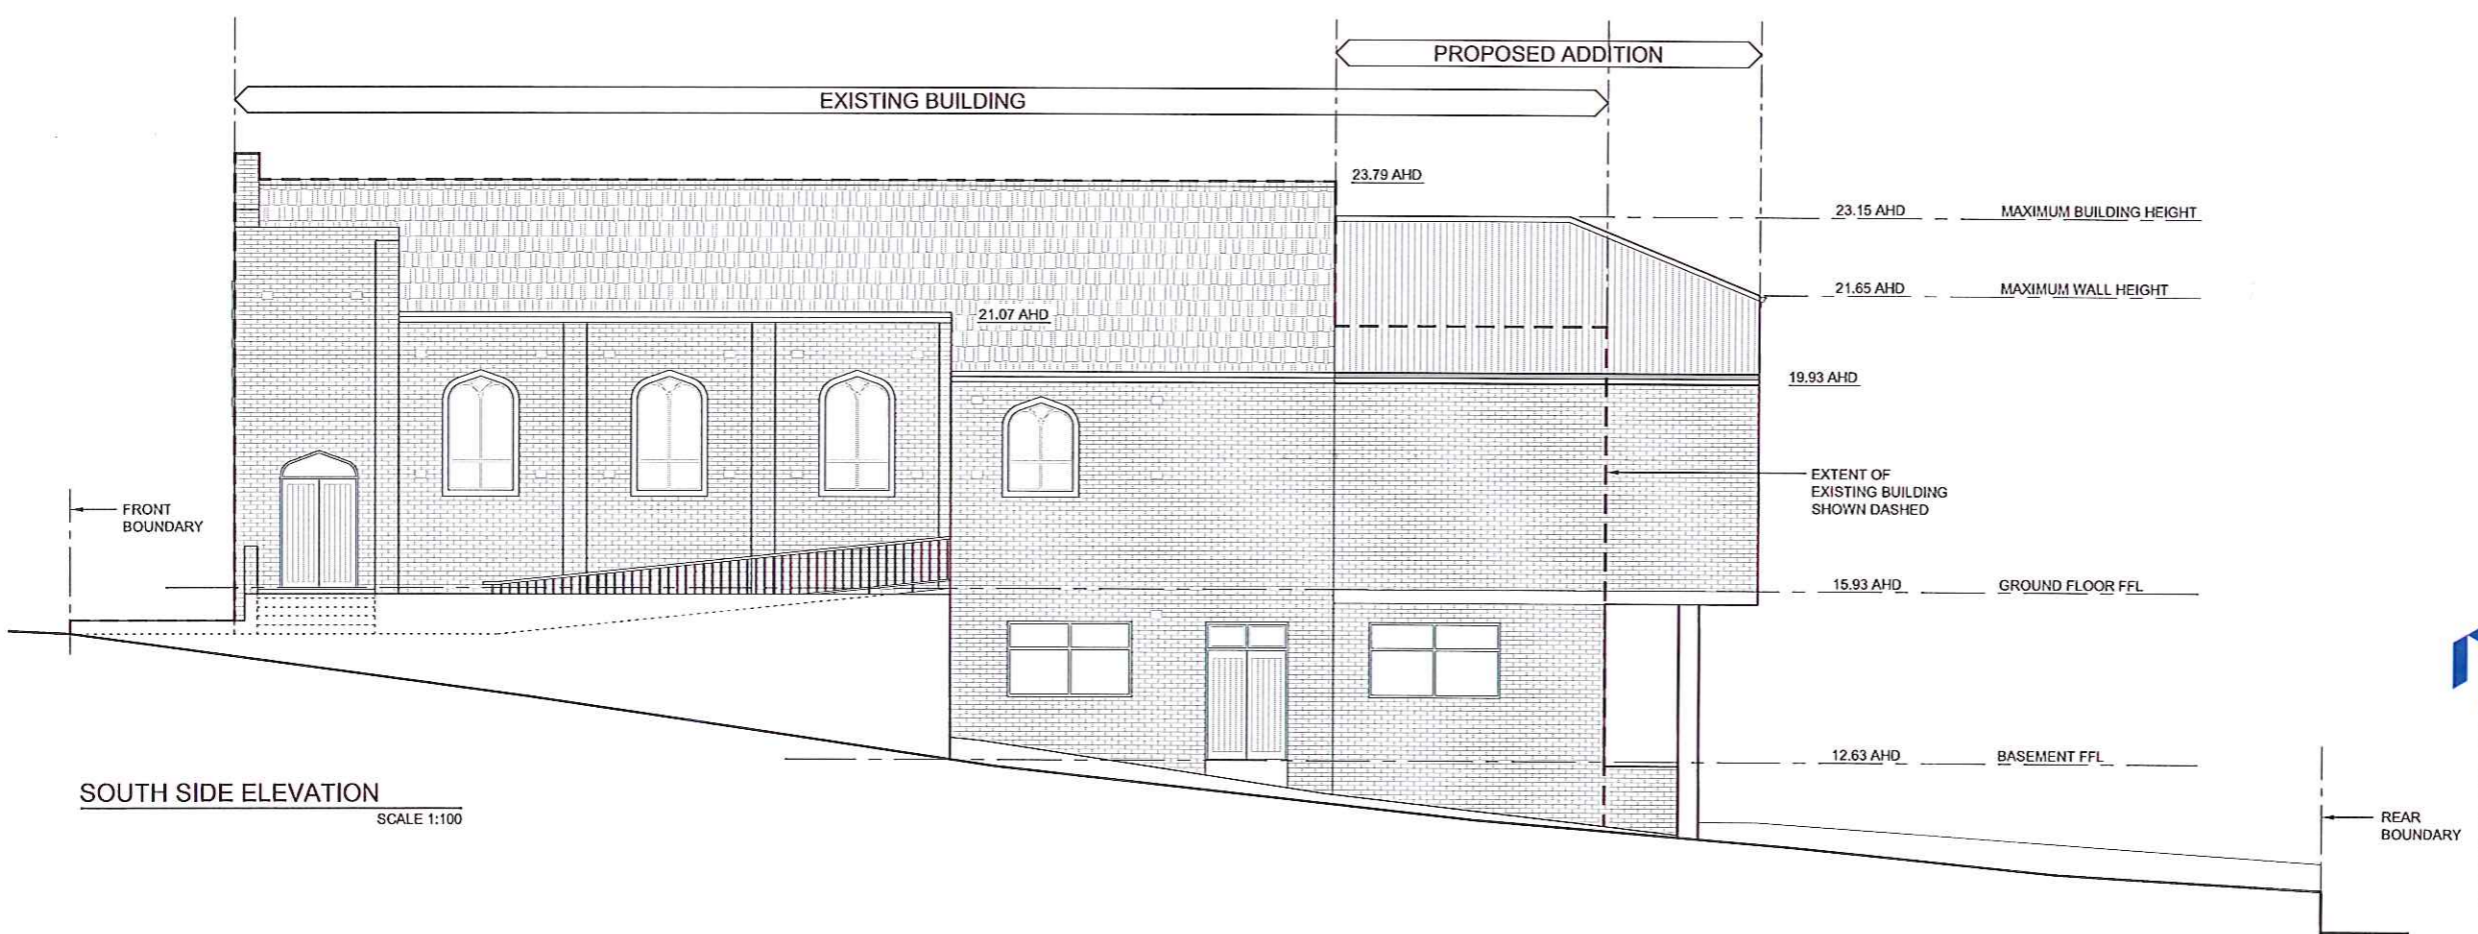 PROPOSED ADDITION
EXISTING BUILDING
23.79 AHD
23.15 AHD
MAXIMUM BUILDING HEIGHT
21.65 AHD
MAXIMUM WALL HEIGHT
21.07 AHD
19.93 AHD
EXTENT OF
EXISTING BUILDING
SHOWN DASHED
FRONT
BOUNDARY
15.93 AHD
GROUND FLOOR FFL
12.63 AHD
BASEMENT FFL
SOUTH SIDE ELEVATION
SCALE 1:100
REAR
BOUNDARY